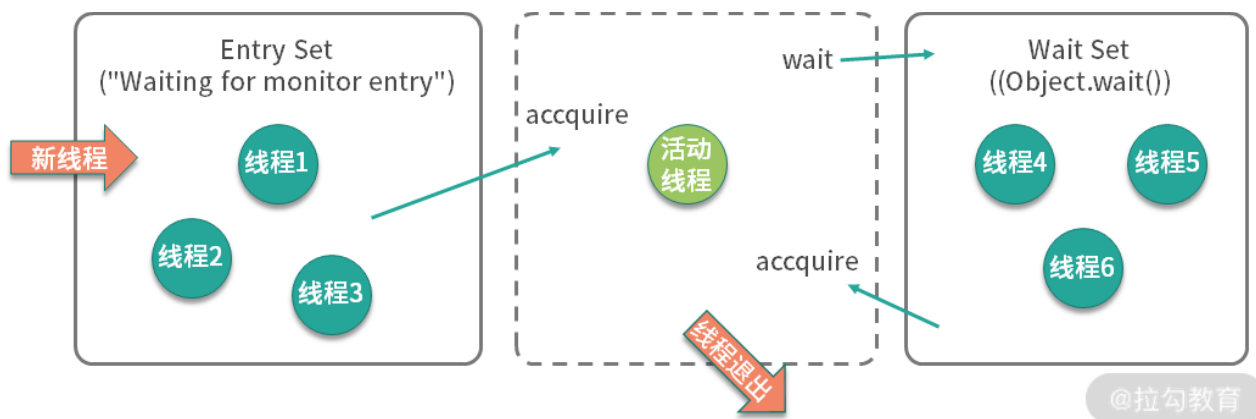 Entry Set
("Waiting for monitor entry")
新线程
线程1
线程2
线程3
accquire
活动
线程
wait
accquire
线程退出
Wait Set
((Object.wait())
线程4
线程5
线程6
@拉勾教育